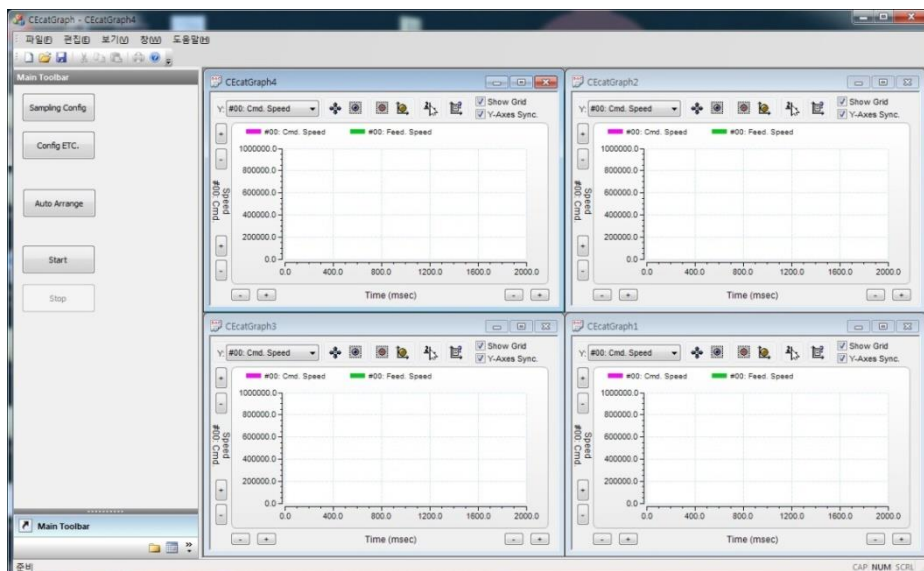 CEcatGraph - CEcatGraph4
파일(F) 편집(E) 보기(V) 창(W) 도움말(H)
Main Toolbar
Sampling Config
Config ETC.
Auto Arrange
Start
Stop
Main Toolbar
CEcatGraph4
Y: #00: Cmd. Speed
Show Grid
Y-Axes Sync.
#00: Cmd. Speed #00: Feed. Speed
#00: Cmd. Speed
1000000.0
800000.0
600000.0
400000.0
200000.0
0.0
0.0 400.0 800.0 1200.0 1600.0 2000.0
Time (msec)
CEcatGraph2
Y: #00: Cmd. Speed
Show Grid
Y-Axes Sync.
#00: Cmd. Speed #00: Feed. Speed
#00: Cmd. Speed
1000000.0
800000.0
600000.0
400000.0
200000.0
0.0
0.0 400.0 800.0 1200.0 1600.0 2000.0
Time (msec)
CEcatGraph3
Y: #00: Cmd. Speed
Show Grid
Y-Axes Sync.
#00: Cmd. Speed #00: Feed. Speed
#00: Cmd. Speed
1000000.0
800000.0
600000.0
400000.0
200000.0
0.0
0.0 400.0 800.0 1200.0 1600.0 2000.0
Time (msec)
CEcatGraph1
Y: #00: Cmd. Speed
Show Grid
Y-Axes Sync.
#00: Cmd. Speed #00: Feed. Speed
#00: Cmd. Speed
1000000.0
800000.0
600000.0
400000.0
200000.0
0.0
0.0 400.0 800.0 1200.0 1600.0 2000.0
Time (msec)
준비
CAP NUM SCRL